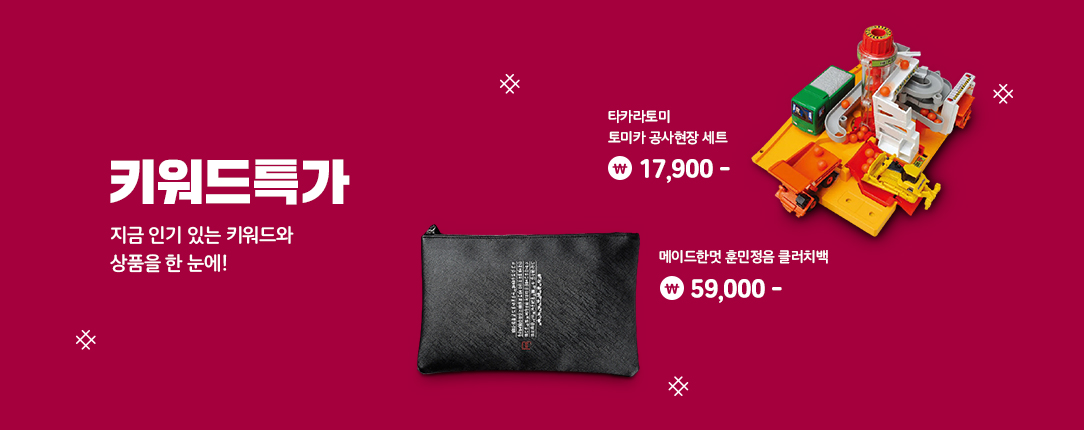 키워드특가
지금 인기 있는 키워드와
상품을 한 눈에!
타카라토미
토미카 공사현장 세트
₩ 17,900 -
메이드한멋 훈민정음 클러치백
₩ 59,000 -